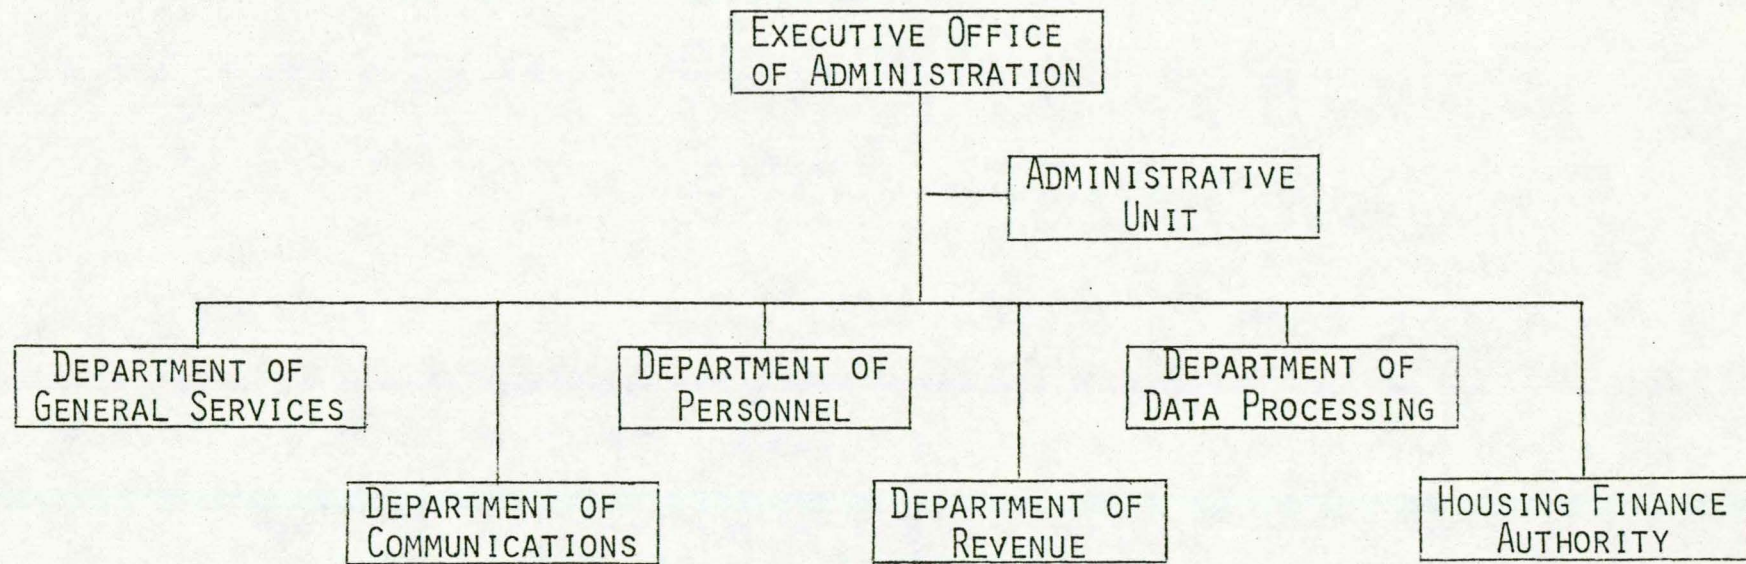 EXECUTIVE OFFICE
OF ADMINISTRATION
ADMINISTRATIVE
UNIT
DEPARTMENT OF
GENERAL SERVICES
DEPARTMENT OF
PERSONNEL
DEPARTMENT OF
DATA PROCESSING
DEPARTMENT OF
COMMUNICATIONS
DEPARTMENT OF
REVENUE
HOUSING FINANCE
AUTHORITY